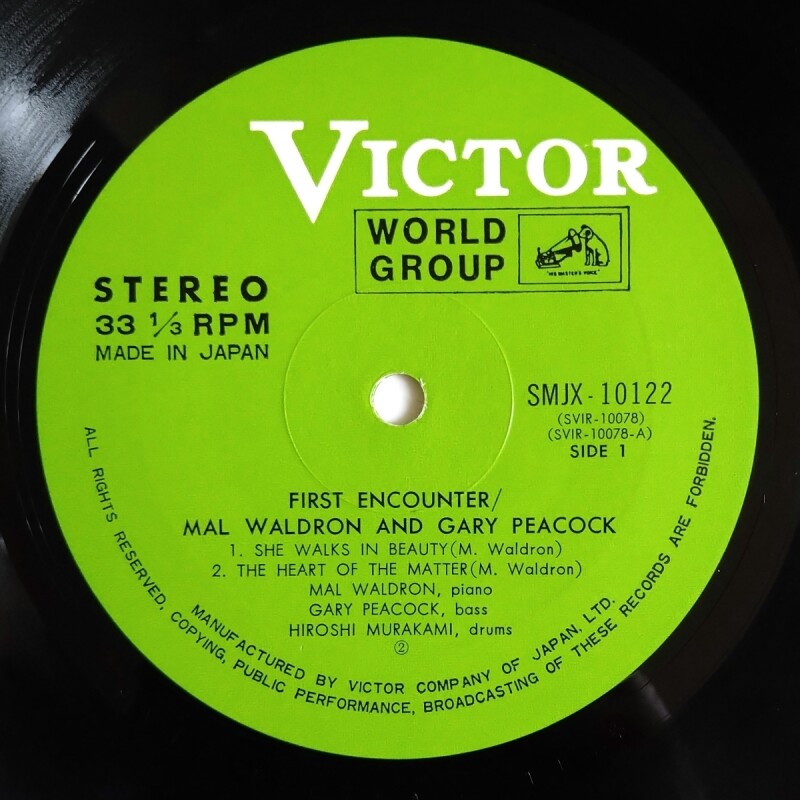 VICTOR
WORLD
GROUP
"HIS MASTER'S VOICE"
STEREO
33 1/3 RPM
MADE IN JAPAN
SMJX-10122
(SVIR-10078)
(SVIR-10078-A)
SIDE 1
FIRST ENCOUNTER/
MAL WALDRON AND GARY PEACOCK
1. SHE WALKS IN BEAUTY(M. Waldron)
2. THE HEART OF THE MATTER(M. Waldron)
MAL WALDRON, piano
GARY PEACOCK, bass
HIROSHI MURAKAMI, drums
②
MANUFACTURED BY VICTOR COMPANY OF JAPAN, LTD.
ALL RIGHTS RESERVED, COPYING, PUBLIC PERFORMANCE, BROADCASTING OF THESE RECORDS ARE FORBIDDEN.